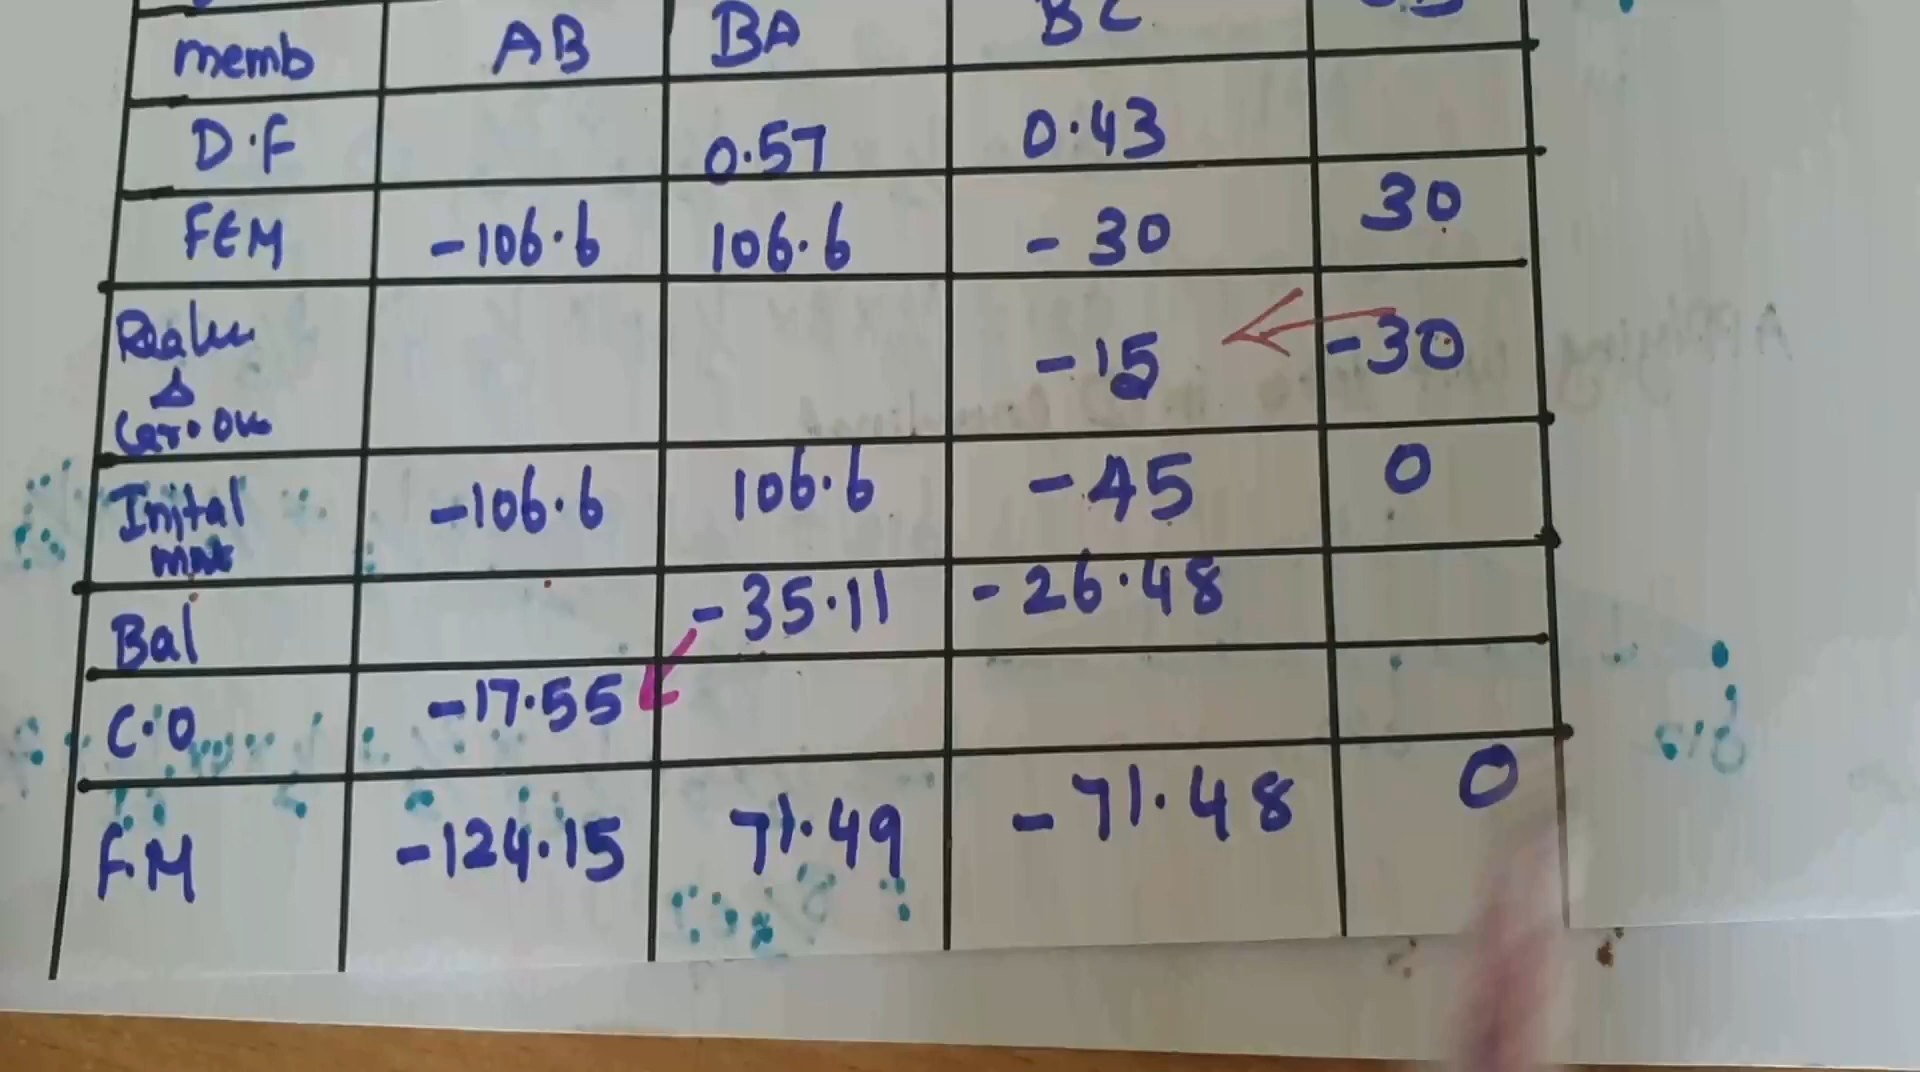 memb AB BA BC
D.F 0.57 0.43
FEM -106.6 106.6 -30 30
-15 -30
Inital -106.6 106.6 -45 0
Bal -35.11 -26.48
C.O -17.55
F.M -124.15 71.49 -71.48 0